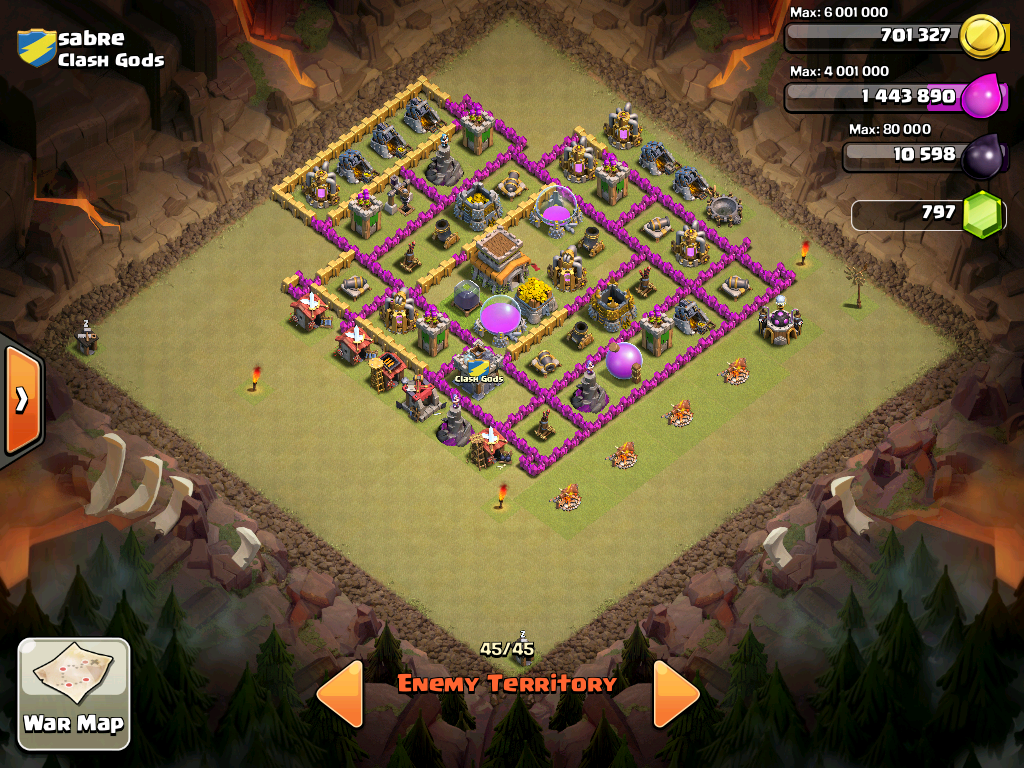 sabre
Clash Gods
Max: 6 001 000
701 327
Max: 4 001 000
1 443 890
Max: 80 000
10 598
797
Clash Gods
z
z
z
45/45
Enemy Territory
War Map